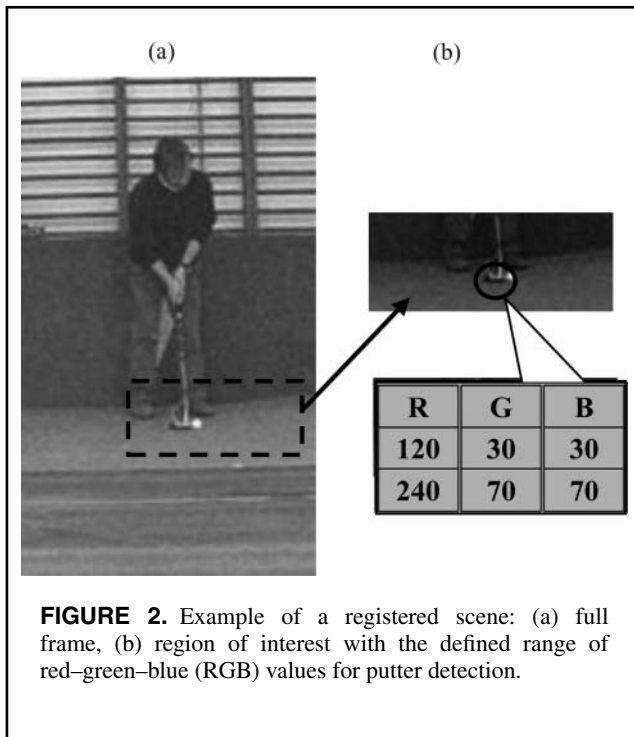 (a)
(b)
R G B
120 30 30
240 70 70
FIGURE 2. Example of a registered scene: (a) full
frame, (b) region of interest with the defined range of
red–green–blue (RGB) values for putter detection.